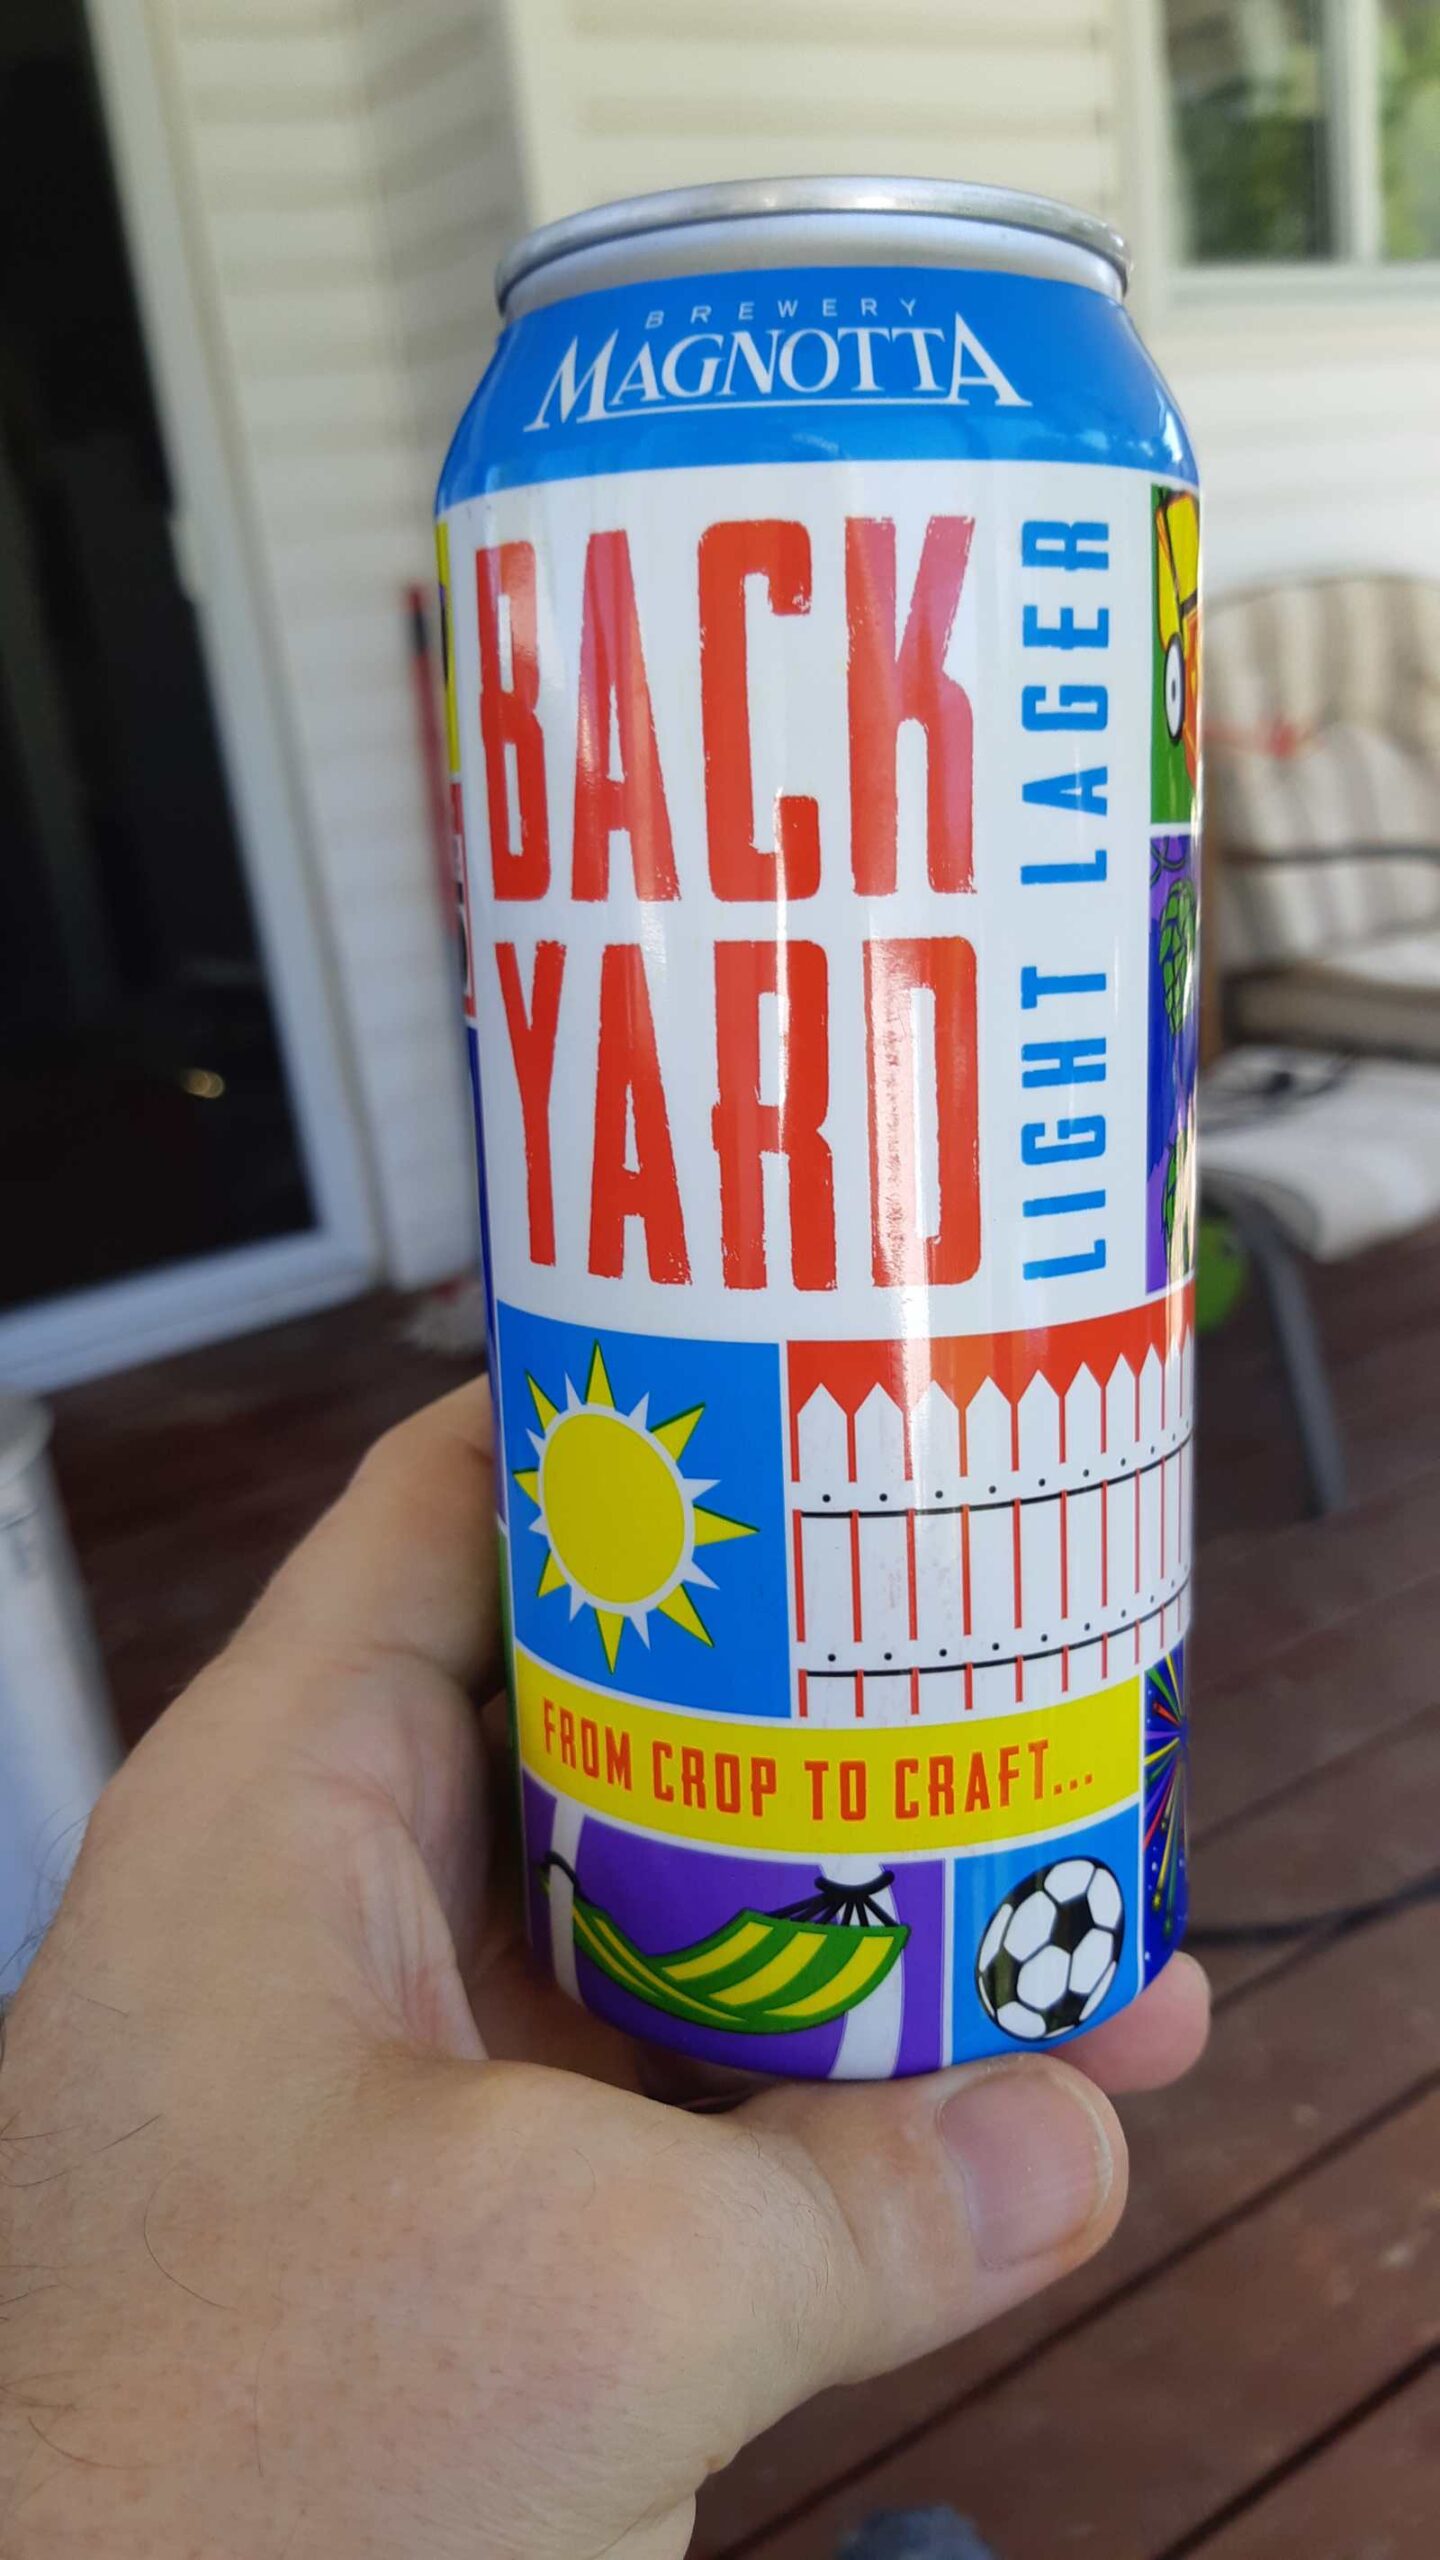 BREWERY
MAGNOTTA
BACK
YARD
LIGHT LAGER
FROM CROP TO CRAFT...